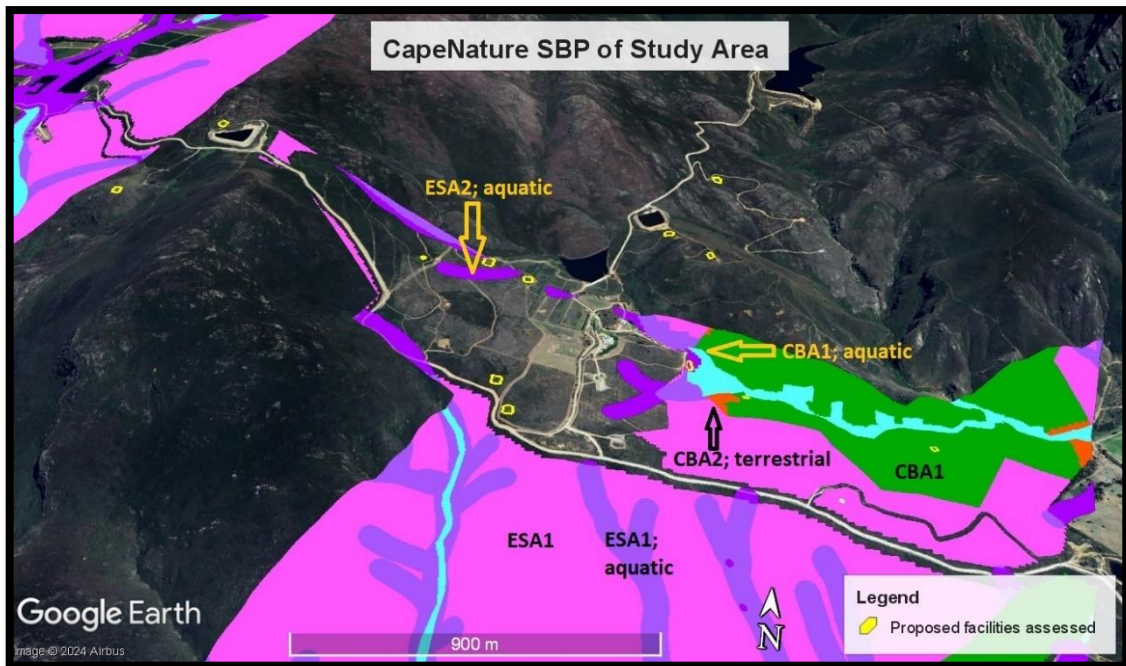 CapeNature SBP of Study Area
ESA2; aquatic
CBA1; aquatic
CBA2; terrestrial
CBA1
ESA1
ESA1;
aquatic
Legend
Proposed facilities assessed
N
900 m
Google Earth
Image © 2024 Airbus